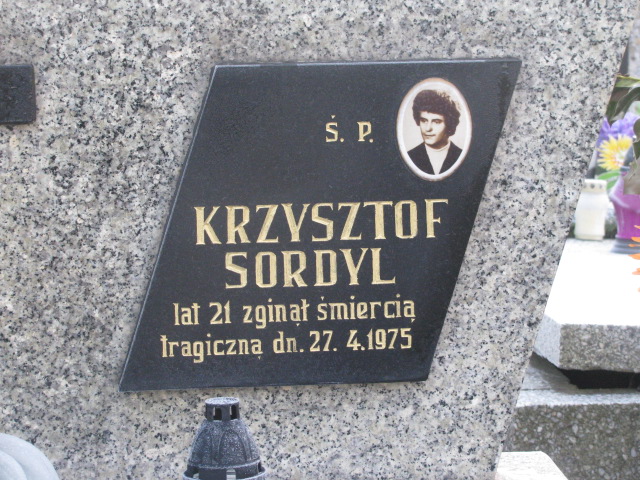 Ś. P.
KRZYSZTOF
SORDYL
lat 21 zginął śmiercią
tragiczną dn. 27. 4.1975